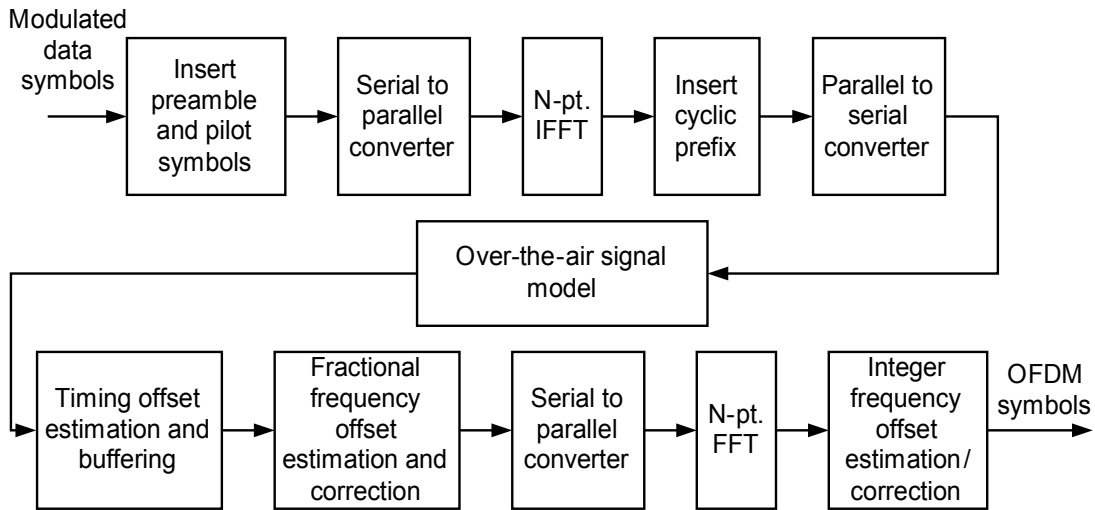 Modulated
data
symbols
Insert
preamble
and pilot
symbols
Serial to
parallel
converter
N-pt.
IFFT
Insert
cyclic
prefix
Parallel to
serial
converter
Over-the-air signal
model
Timing offset
estimation and
buffering
Fractional
frequency
offset
estimation and
correction
Serial to
parallel
converter
N-pt.
FFT
Integer
frequency
offset
estimation/
correction
OFDM
symbols